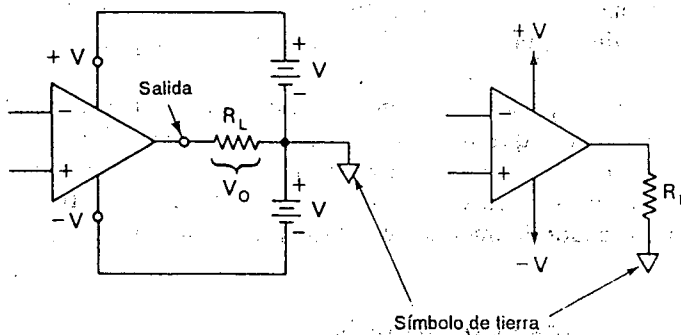 + V
Salida
+ V
−
+
R_L
V_O
+
V
−
+
V
−
−V
+ V
−
+
R_L
− V
Símbolo de tierra